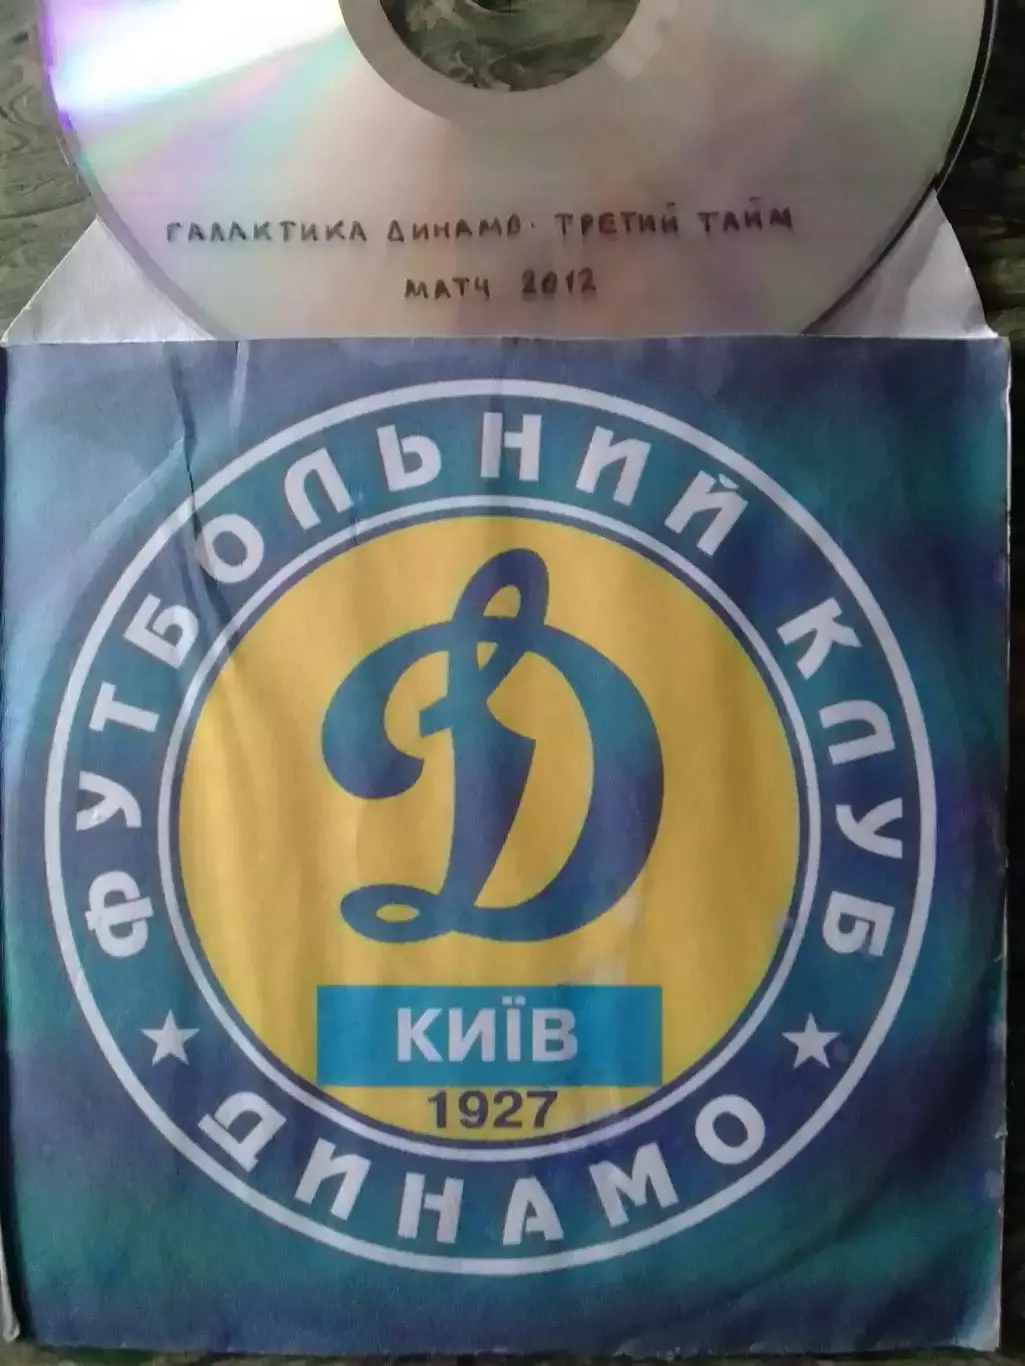 ГАЛАКТИКА ДИНАМО. ТРЕТИЙ ТАЙМ
МАТЧ 2012
ФУТБОЛЬНИЙ КЛУБ
Д
КИЇВ
1927
ДИНАМО